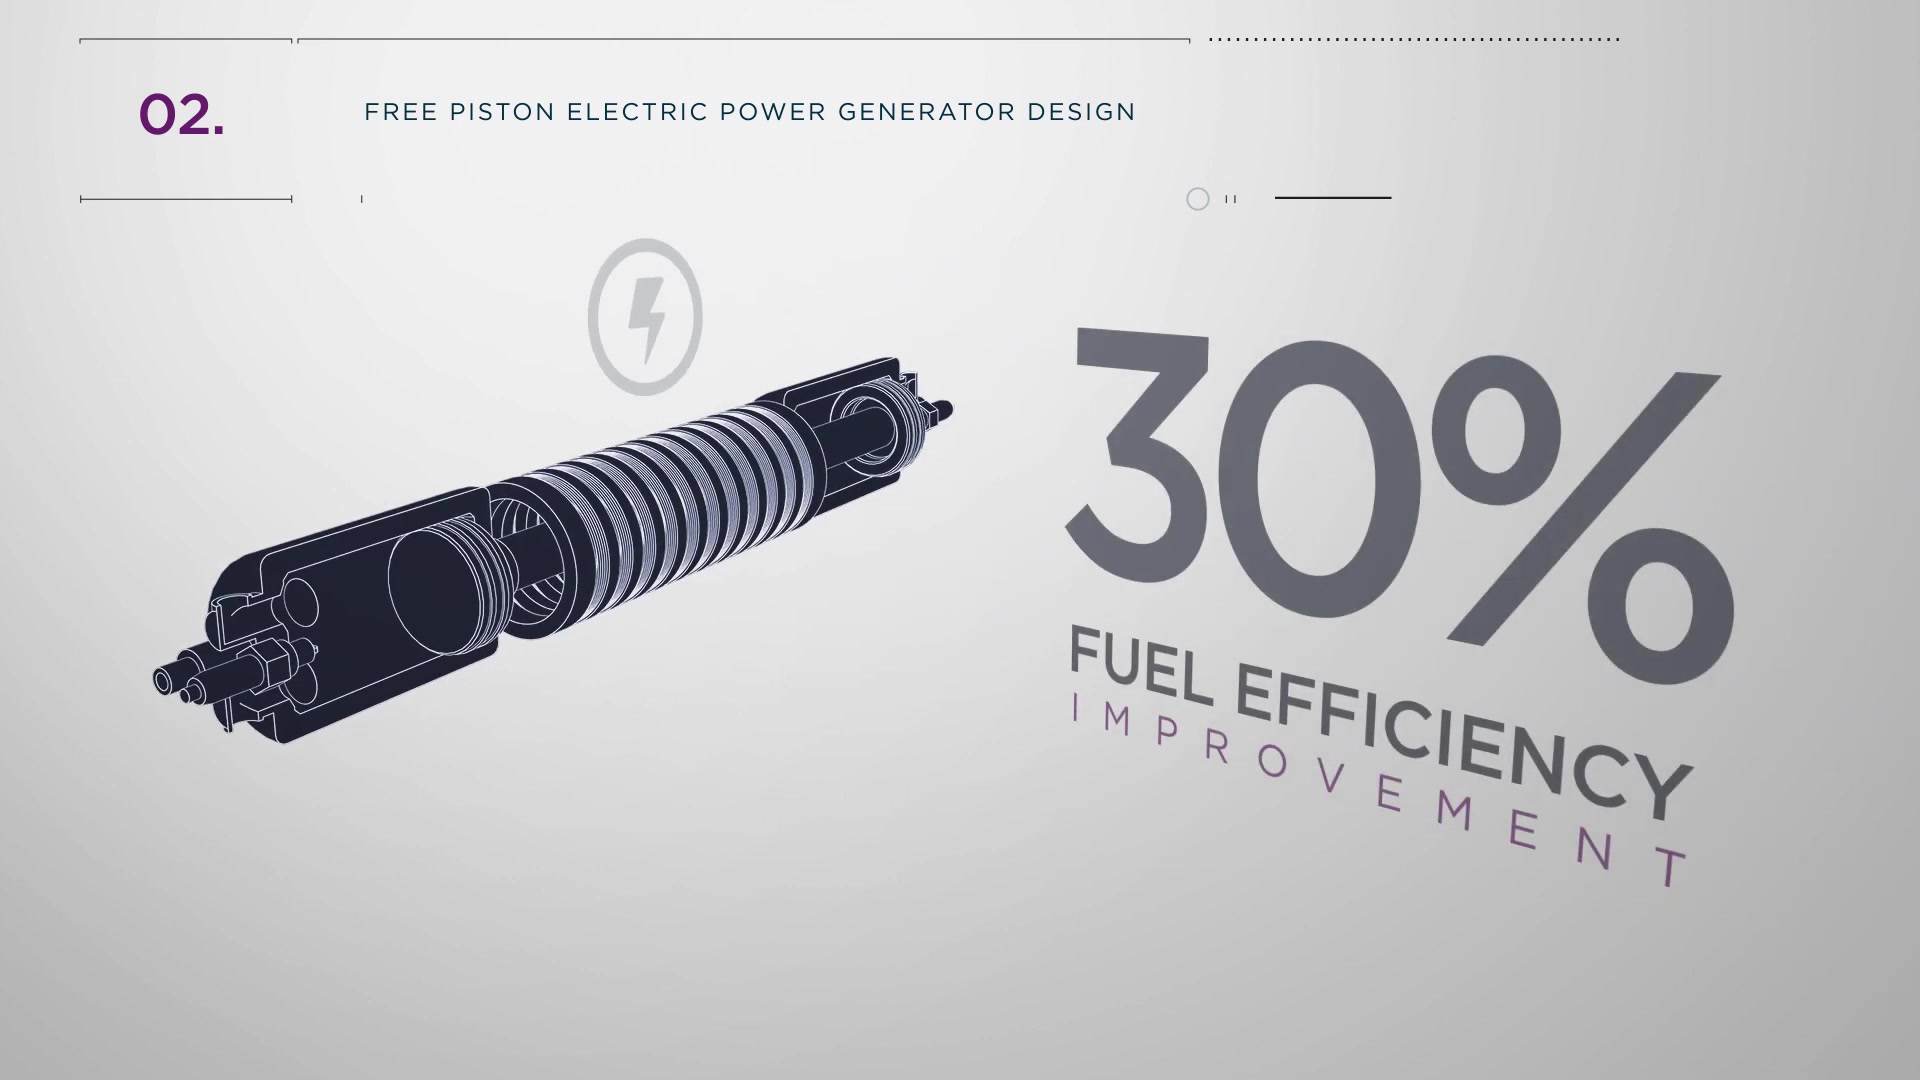 02.
FREE PISTON ELECTRIC POWER GENERATOR DESIGN
30%
FUEL EFFICIENCY
IMPROVEMENT